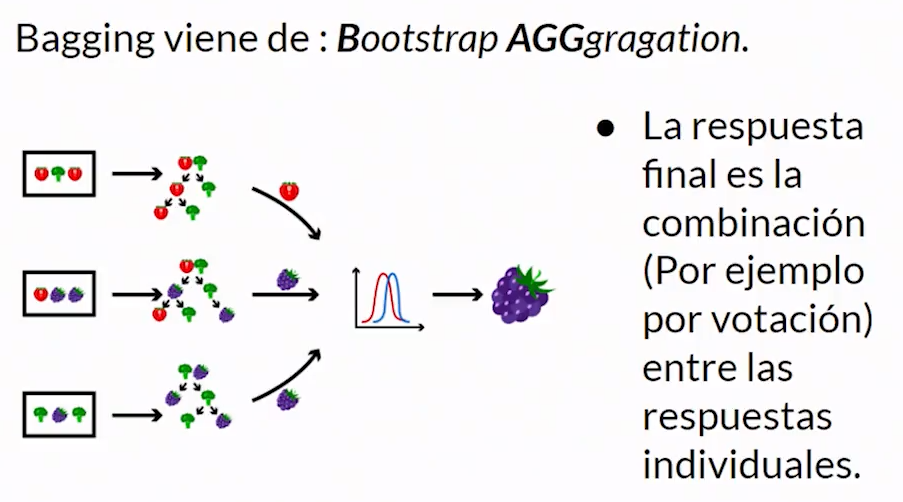 Bagging viene de : Bootstrap AGGgragation.
● La respuesta
final es la
combinación
(Por ejemplo
por votación)
entre las
respuestas
individuales.